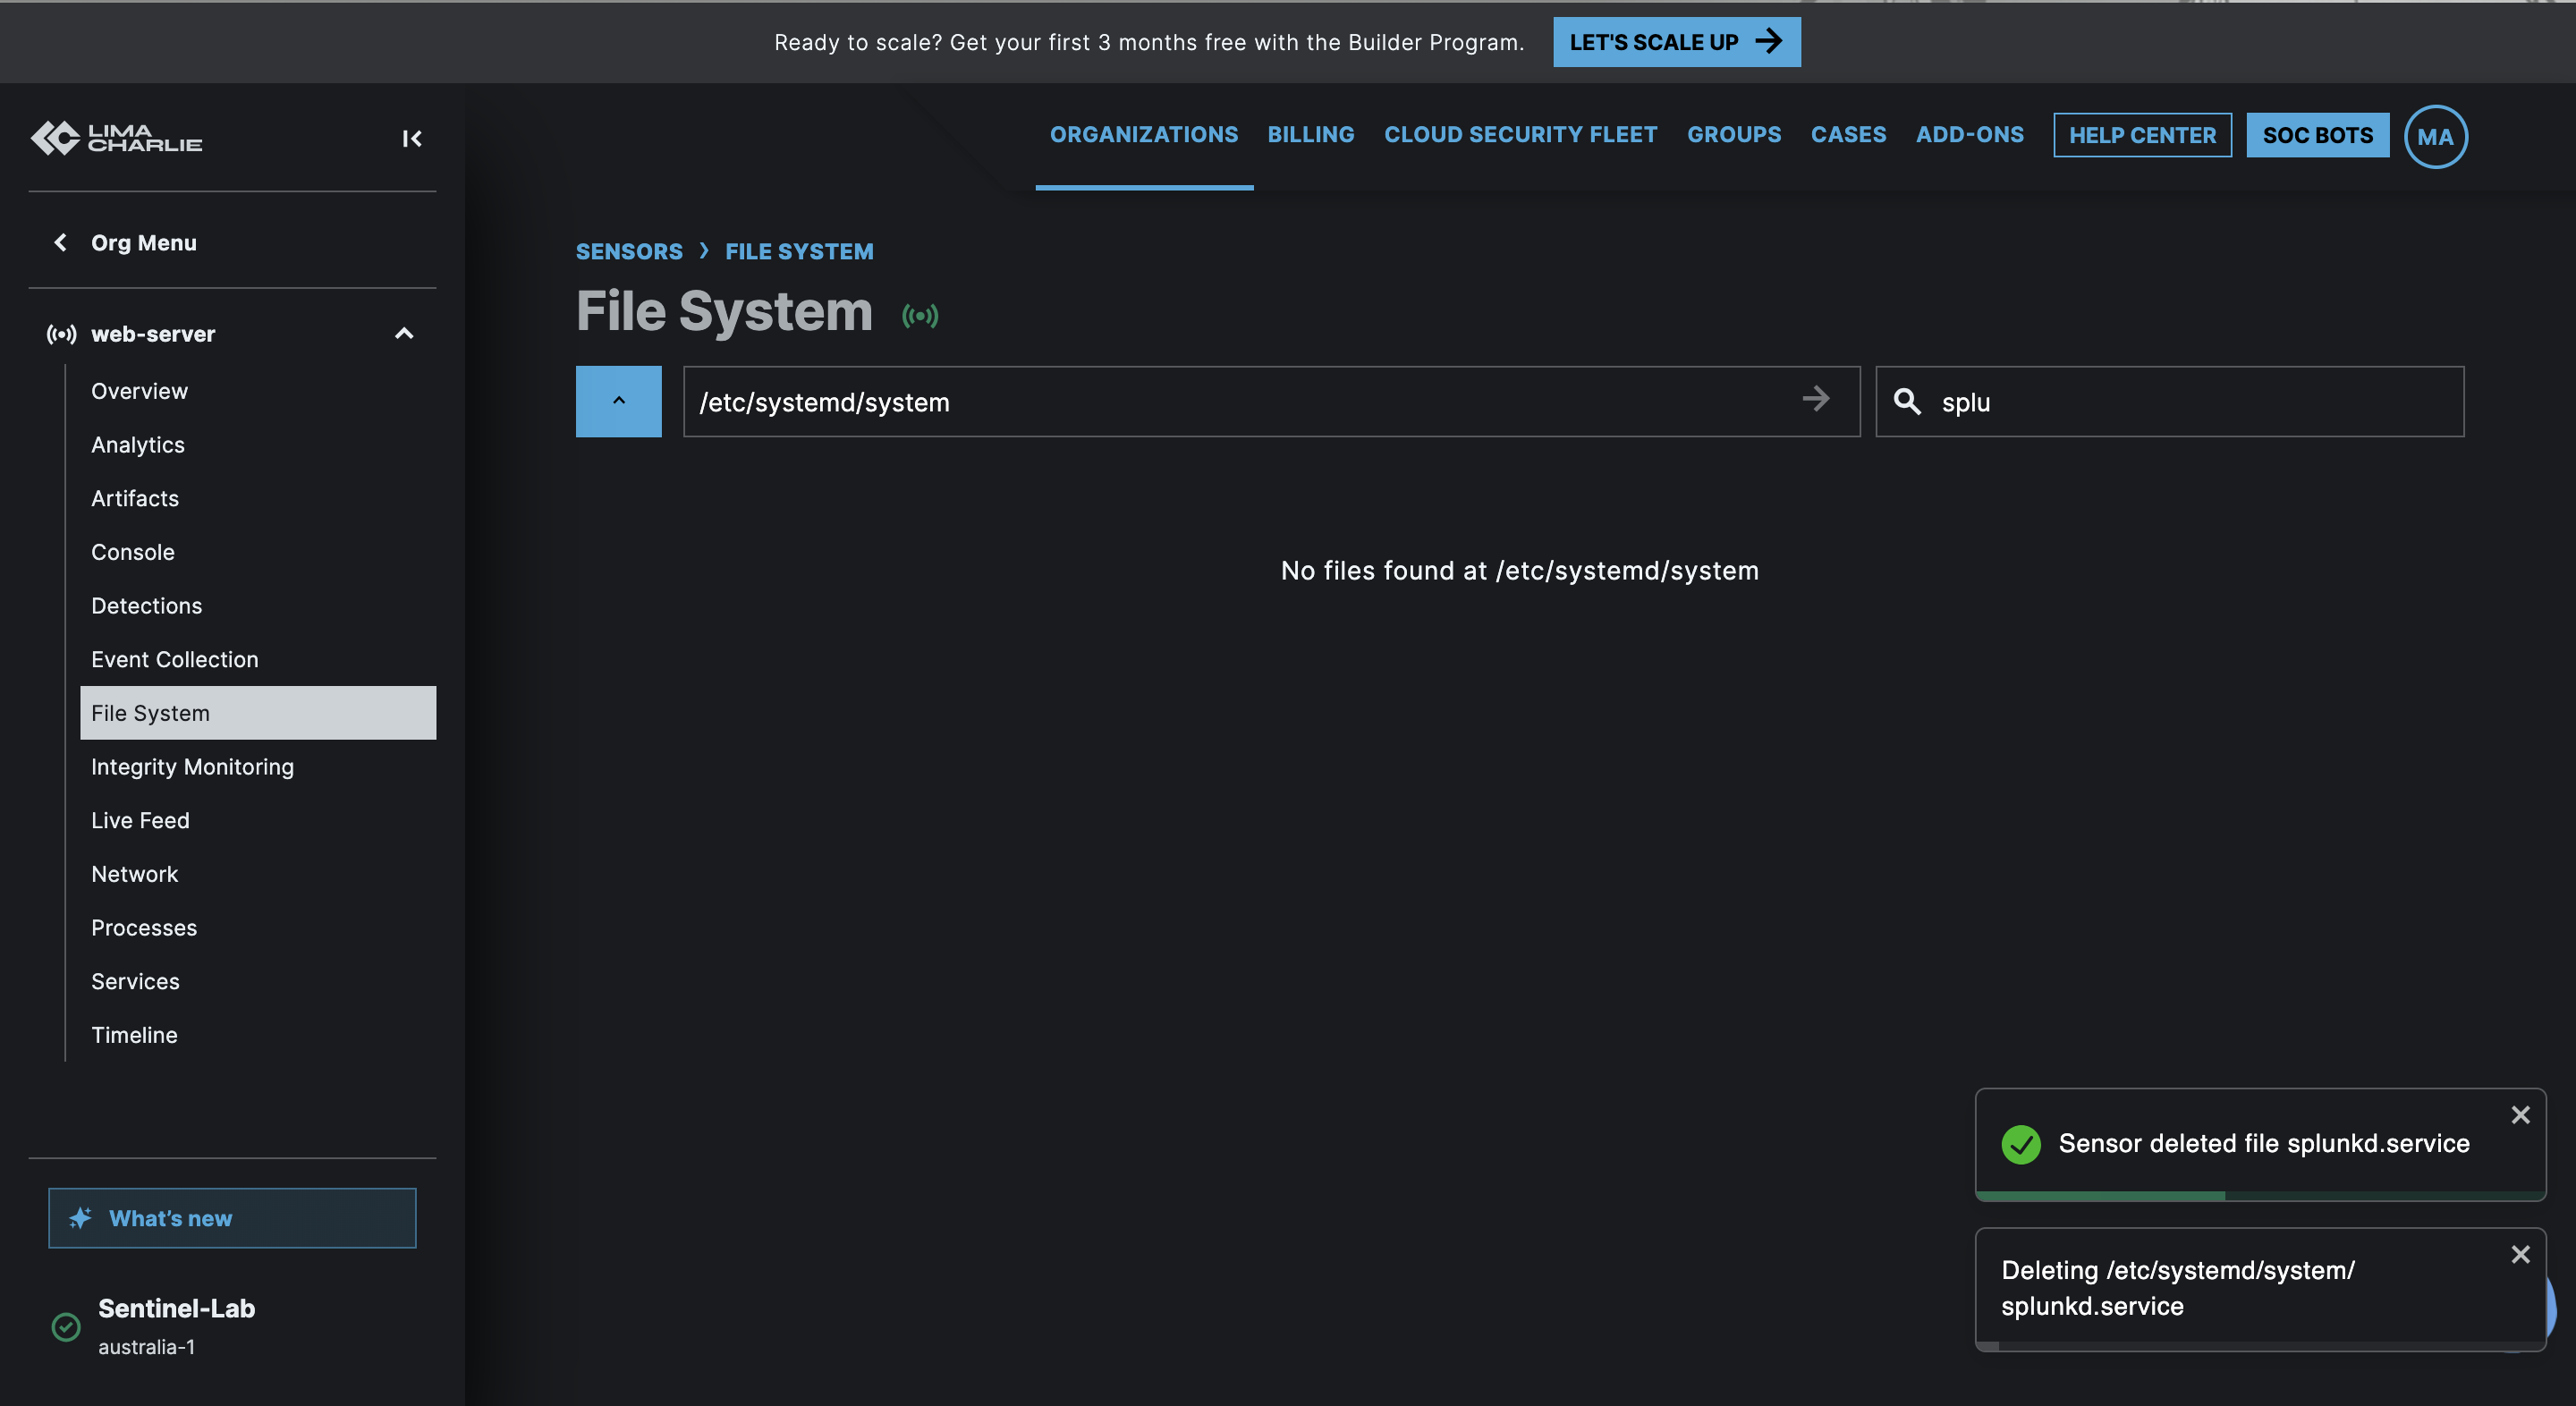 Ready to scale? Get your first 3 months free with the Builder Program.
LET'S SCALE UP
LIMA
CHARLIE
ORGANIZATIONS
BILLING
CLOUD SECURITY FLEET
GROUPS
CASES
ADD-ONS
HELP CENTER
SOC BOTS
MA
Org Menu
web-server
Overview
Analytics
Artifacts
Console
Detections
Event Collection
File System
Integrity Monitoring
Live Feed
Network
Processes
Services
Timeline
What's new
Sentinel-Lab
australia-1
SENSORS > FILE SYSTEM
File System
/etc/systemd/system
splu
No files found at /etc/systemd/system
Sensor deleted file splunkd.service
Deleting /etc/systemd/system/
splunkd.service